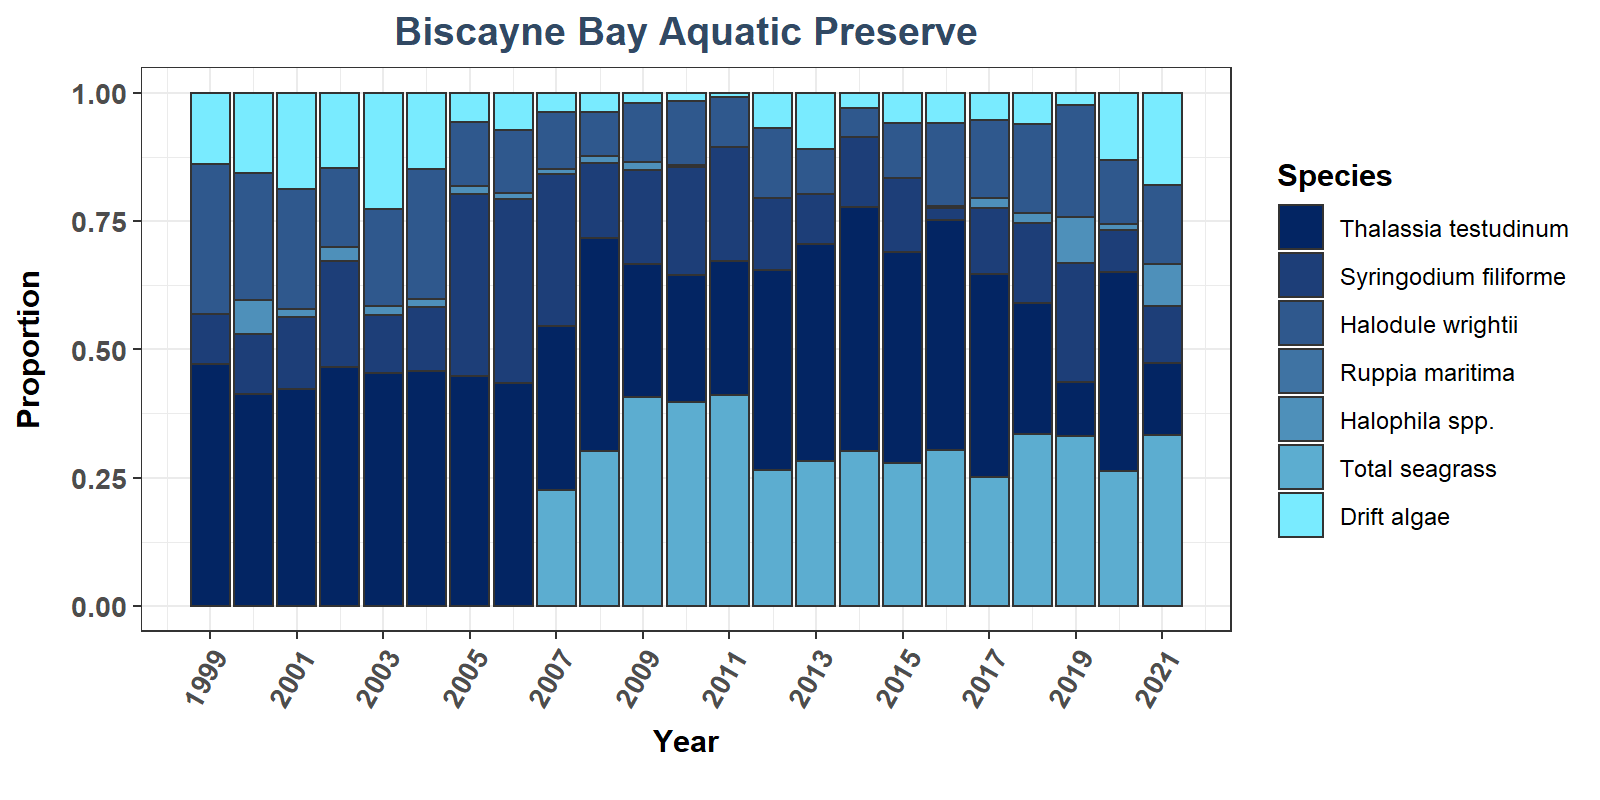 Biscayne Bay Aquatic Preserve
1.00
0.75
0.50
0.25
0.00
Proportion
1999
2001
2003
2005
2007
2009
2011
2013
2015
2017
2019
2021
Year
Species
Thalassia testudinum
Syringodium filiforme
Halodule wrightii
Ruppia maritima
Halophila spp.
Total seagrass
Drift algae